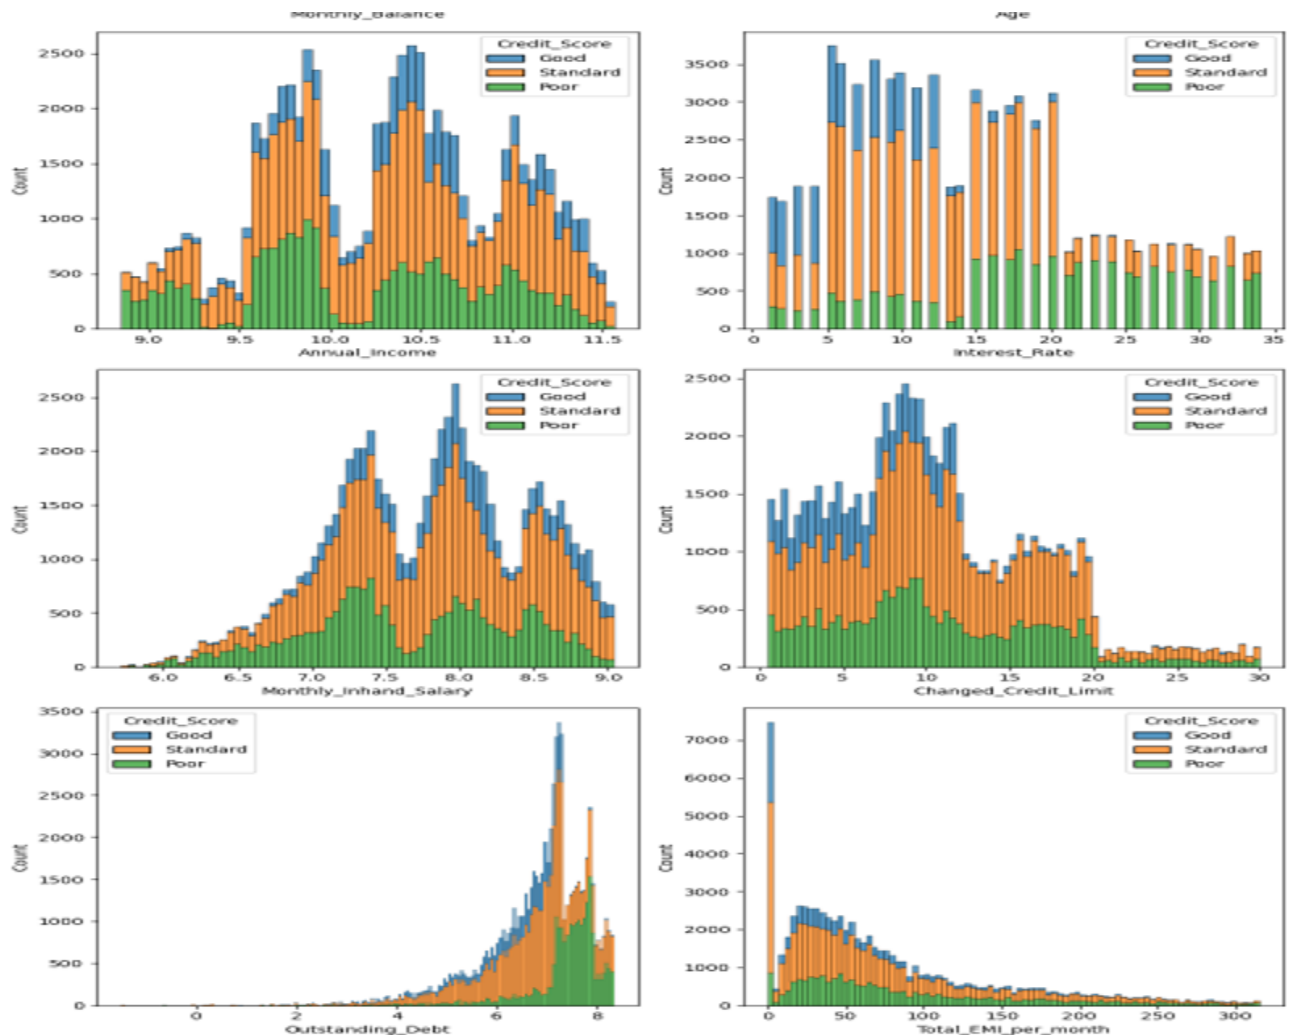 Monthly_Balance
Age
Credit_Score
Good
Standard
Poor
Count
2500
2000
1500
1000
500
0
9.0 9.5 10.0 10.5 11.0 11.5
Annual_Income
Credit_Score
Good
Standard
Poor
Count
3500
3000
2500
2000
1500
1000
500
0
0 5 10 15 20 25 30 35
Interest_Rate
Credit_Score
Good
Standard
Poor
Count
2500
2000
1500
1000
500
0
6.0 6.5 7.0 7.5 8.0 8.5 9.0
Monthly_Inhand_Salary
Credit_Score
Good
Standard
Poor
Count
2500
2000
1500
1000
500
0
0 5 10 15 20 25 30
Changed_Credit_Limit
Credit_Score
Good
Standard
Poor
Count
3500
3000
2500
2000
1500
1000
500
0
0 2 4 6 8
Outstanding_Debt
Credit_Score
Good
Standard
Poor
Count
7000
6000
5000
4000
3000
2000
1000
0
0 50 100 150 200 250 300
Total_EMI_per_month